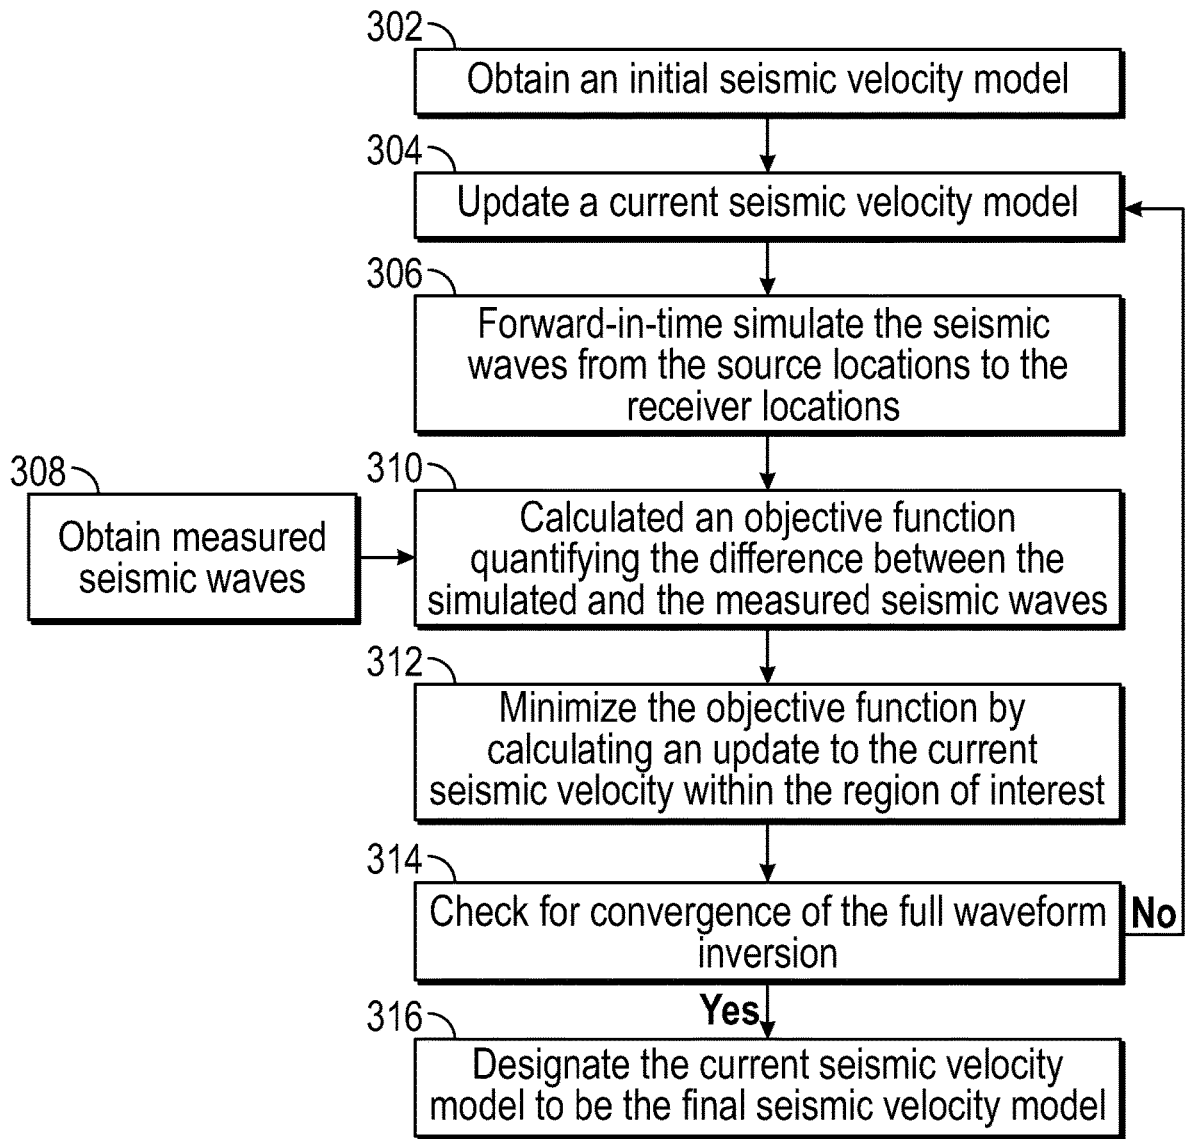 302
Obtain an initial seismic velocity model
304
Update a current seismic velocity model
306
Forward-in-time simulate the seismic
waves from the source locations to the
receiver locations
308
Obtain measured
seismic waves
310
Calculated an objective function
quantifying the difference between the
simulated and the measured seismic waves
312
Minimize the objective function by
calculating an update to the current
seismic velocity within the region of interest
314
Check for convergence of the full waveform
inversion
No
Yes
316
Designate the current seismic velocity
model to be the final seismic velocity model